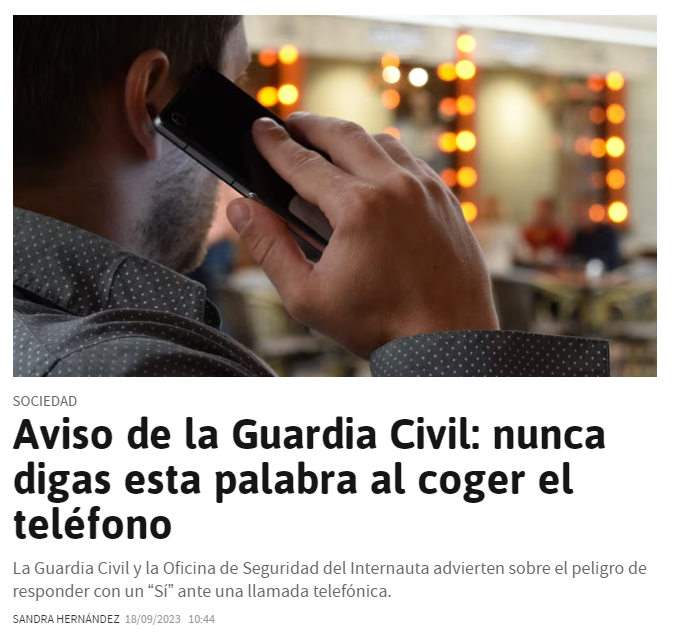 SOCIEDAD
Aviso de la Guardia Civil: nunca
digas esta palabra al coger el
teléfono
La Guardia Civil y la Oficina de Seguridad del Internauta advierten sobre el peligro de
responder con un “Sí” ante una llamada telefónica.
SANDRA HERNÁNDEZ 18/09/2023 10:44